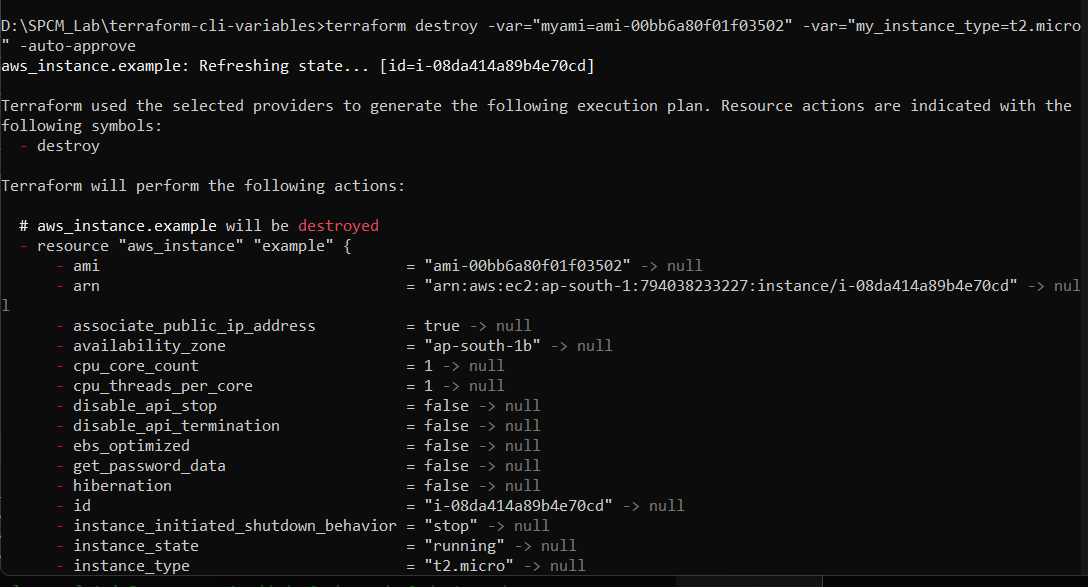 D:\SPCM_Lab\terraform-cli-variables>terraform destroy -var="myami=ami-00bb6a80f01f03502" -var="my_instance_type=t2.micro
" -auto-approve
aws_instance.example: Refreshing state... [id=i-08da414a89b4e70cd]
Terraform used the selected providers to generate the following execution plan. Resource actions are indicated with the
following symbols:
  - destroy
Terraform will perform the following actions:
  # aws_instance.example will be destroyed
  - resource "aws_instance" "example" {
      - ami                                  = "ami-00bb6a80f01f03502" -> null
      - arn                                  = "arn:aws:ec2:ap-south-1:794038233227:instance/i-08da414a89b4e70cd" -> nul
l
      - associate_public_ip_address          = true -> null
      - availability_zone                    = "ap-south-1b" -> null
      - cpu_core_count                       = 1 -> null
      - cpu_threads_per_core                 = 1 -> null
      - disable_api_stop                     = false -> null
      - disable_api_termination              = false -> null
      - ebs_optimized                        = false -> null
      - get_password_data                    = false -> null
      - hibernation                          = false -> null
      - id                                   = "i-08da414a89b4e70cd" -> null
      - instance_initiated_shutdown_behavior = "stop" -> null
      - instance_state                       = "running" -> null
      - instance_type                        = "t2.micro" -> null